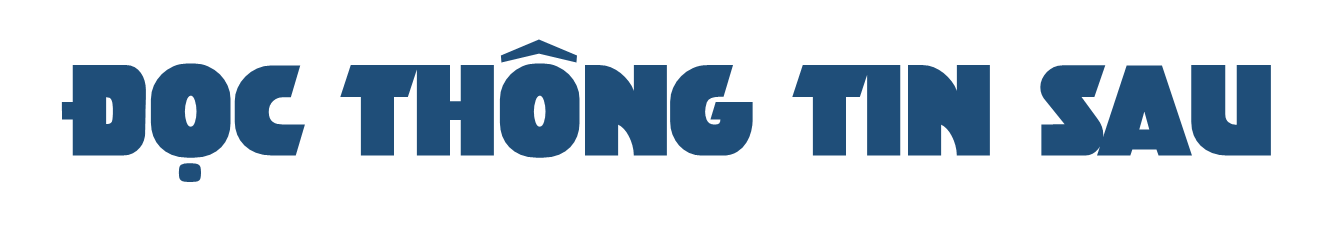 ĐỌC THÔNG TIN SAU